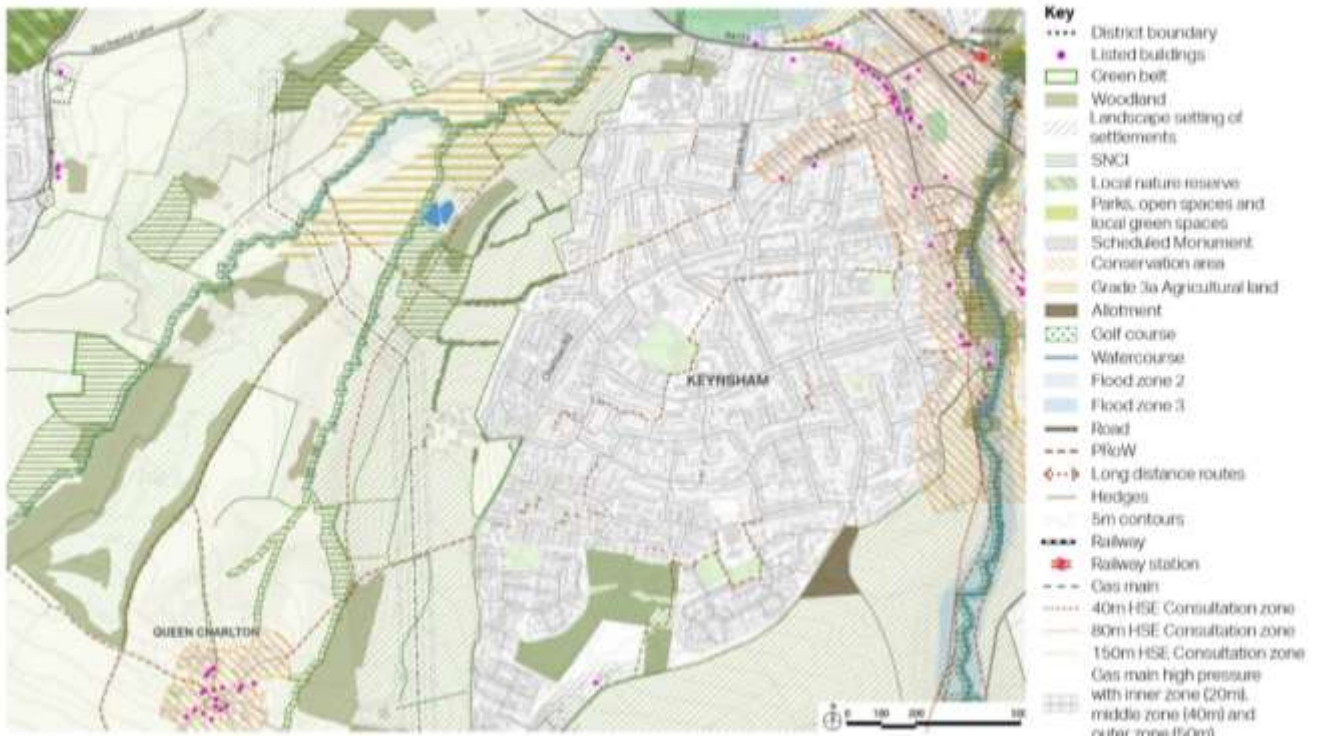 Key
District boundary
Listed buildings
Green belt
Woodland
Landscape setting of
settlements
SNCI
Local nature reserve
Parks, open spaces and
local green spaces
Scheduled Monument
Conservation area
Grade 3a Agricultural land
Allotment
Golf course
Watercourse
Flood zone 2
Flood zone 3
Road
PRoW
Long distance routes
Hedges
5m contours
Railway
Railway station
Gas main
40m HSE Consultation zone
80m HSE Consultation zone
150m HSE Consultation zone
Gas main high pressure
with inner zone (20m),
middle zone (40m) and
outer zone (50m)
KEYNSHAM
QUEEN CHARLTON
0 100 200